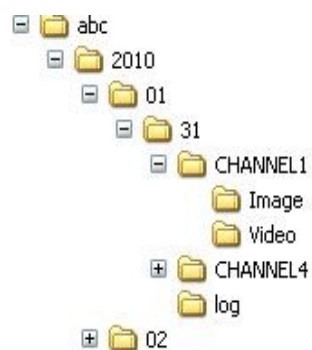 abc
2010
01
31
CHANNEL1
Image
Video
CHANNEL4
log
02